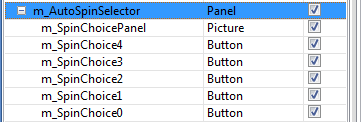 m_AutoSpinSelector Panel
m_SpinChoicePanel Picture
m_SpinChoice4 Button
m_SpinChoice3 Button
m_SpinChoice2 Button
m_SpinChoice1 Button
m_SpinChoice0 Button